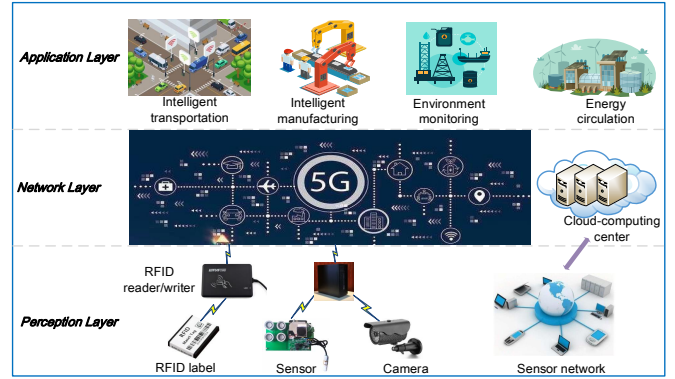 Application Layer
Intelligent
transportation
Intelligent
manufacturing
Environment
monitoring
Energy
circulation
Network Layer
5G
Cloud-computing
center
RFID
reader/writer
Perception Layer
RFID
RFID label
Sensor
Camera
Sensor network